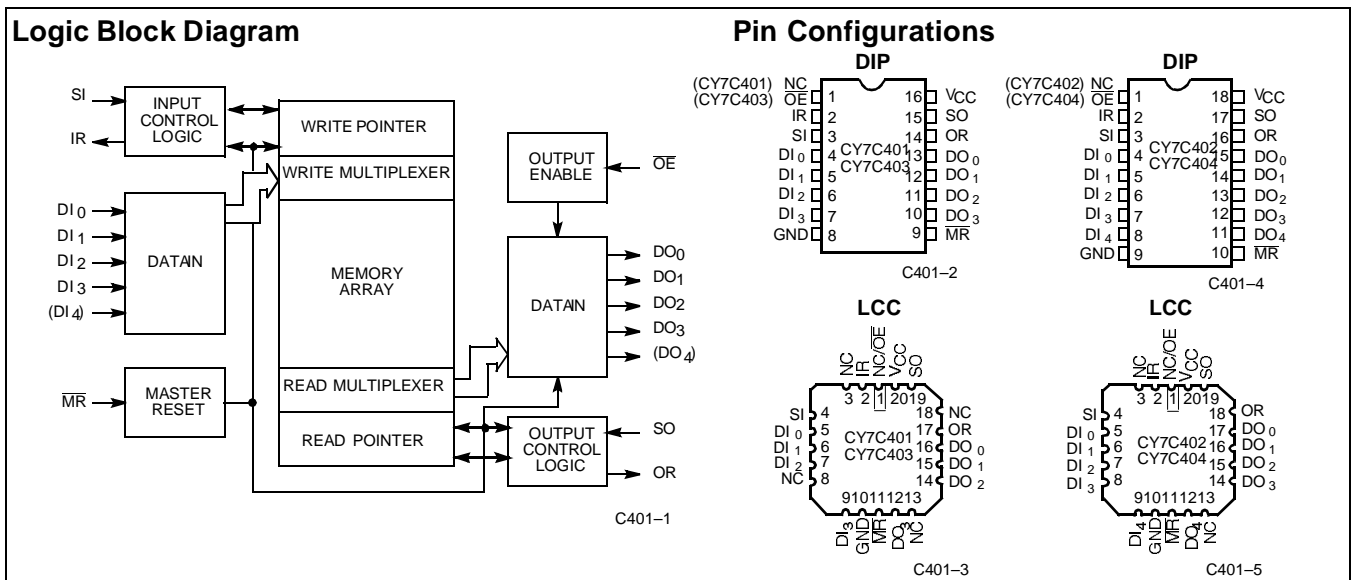 Logic Block Diagram
SI
IR
INPUT
CONTROL
LOGIC
WRITE POINTER
WRITE MULTIPLEXER
MEMORY
ARRAY
READ MULTIPLEXER
READ POINTER
DI0
DI1
DI2
DI3
(DI4)
DATAIN
MR
MASTER
RESET
OUTPUT
ENABLE
OE
DATAIN
DO0
DO1
DO2
DO3
(DO4)
OUTPUT
CONTROL
LOGIC
SO
OR
C401–1
Pin Configurations
DIP
(CY7C401) NC
(CY7C403) OE 1
IR 2
SI 3
DI0 4
DI1 5
DI2 6
DI3 7
GND 8
CY7C401
CY7C403
16 VCC
15 SO
14 OR
13 DO0
12 DO1
11 DO2
10 DO3
9 MR
C401–2
DIP
(CY7C402) NC
(CY7C404) OE 1
IR 2
SI 3
DI0 4
DI1 5
DI2 6
DI3 7
DI4 8
GND 9
CY7C402
CY7C404
18 VCC
17 SO
16 OR
15 DO0
14 DO1
13 DO2
12 DO3
11 DO4
10 MR
C401–4
LCC
NC IR NC/OE VCC SO
3 2 1 20 19
SI 4
DI0 5
DI1 6
DI2 7
NC 8
CY7C401
CY7C403
18 NC
17 OR
16 DO0
15 DO1
14 DO2
9 10 11 12 13
DI3 GND MR DO3 NC
C401–3
LCC
NC IR NC/OE VCC SO
3 2 1 20 19
SI 4
DI0 5
DI1 6
DI2 7
DI3 8
CY7C402
CY7C404
18 OR
17 DO0
16 DO1
15 DO2
14 DO3
9 10 11 12 13
DI4 GND MR DO4 NC
C401–5